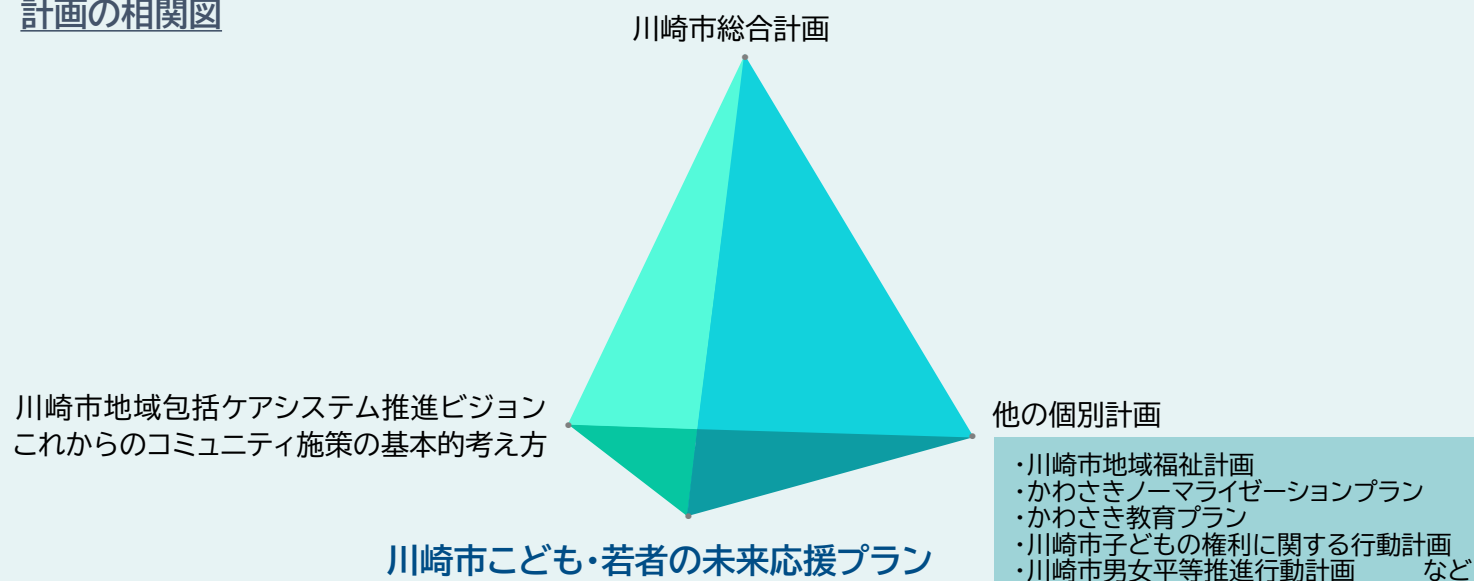 計画の相関図
川崎市総合計画
川崎市地域包括ケアシステム推進ビジョン
これからのコミュニティ施策の基本的考え方
他の個別計画
・川崎市地域福祉計画
・かわさきノーマライゼーションプラン
・かわさき教育プラン
・川崎市子どもの権利に関する行動計画
・川崎市男女平等推進行動計画 など
川崎市こども・若者の未来応援プラン